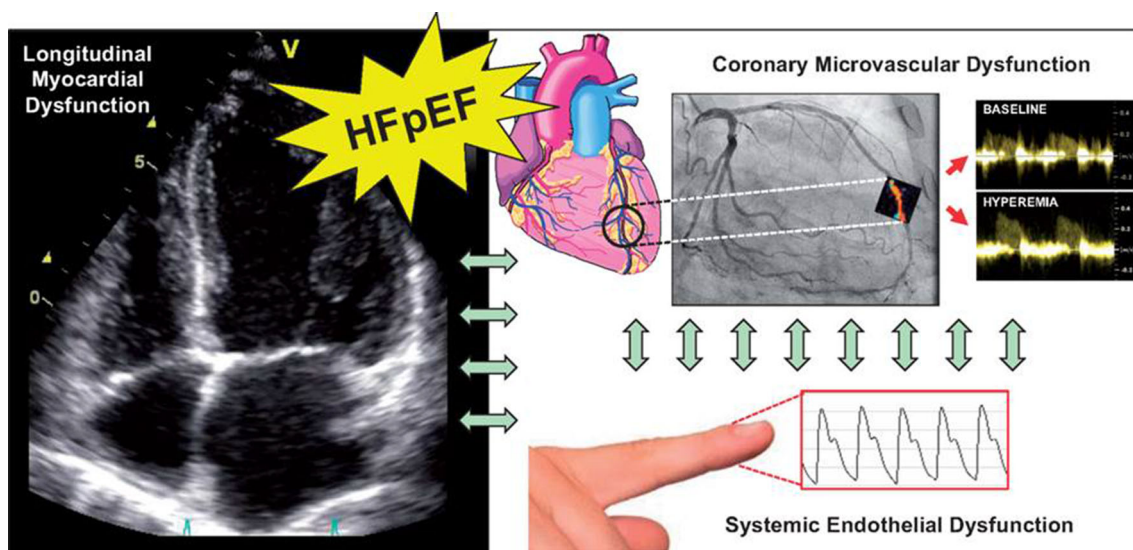 Longitudinal
Myocardial
Dysfunction
V
HFpEF
5
0
Coronary Microvascular Dysfunction
BASELINE
HYPEREMIA
Systemic Endothelial Dysfunction